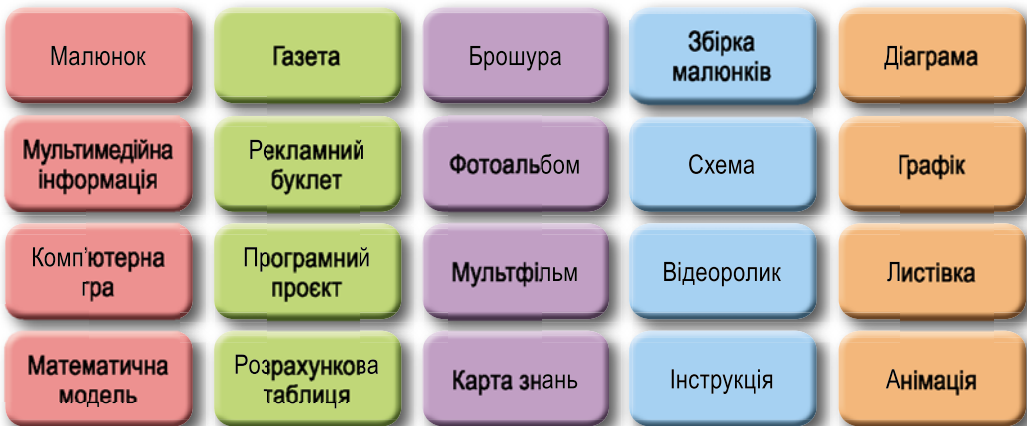 Малюнок
Газета
Брошура
Збірка
малюнків
Діаграма
Мультимедійна
інформація
Рекламний
буклет
Фотоальбом
Схема
Графік
Комп'ютерна
гра
Програмний
проєкт
Мультфільм
Відеоролик
Листівка
Математична
модель
Розрахункова
таблиця
Карта знань
Інструкція
Анімація